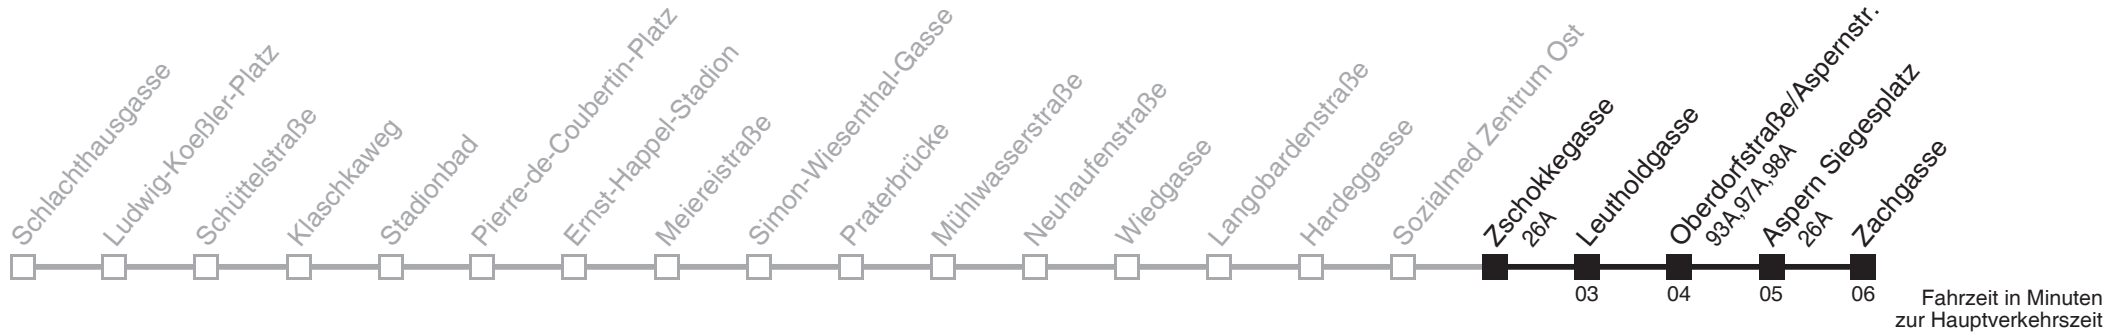 Schlachthausgasse
Ludwig-Koeßler-Platz
Schüttelstraße
Klaschkaweg
Stadionbad
Pierre-de-Coubertin-Platz
Ernst-Happel-Stadion
Meiereistraße
Simon-Wiesenthal-Gasse
Praterbrücke
Mühlwasserstraße
Neuhaufenstraße
Wiedgasse
Langobardenstraße
Hardeggasse
Sozialmed Zentrum Ost
Zschokkegasse
26A
Leutholdgasse
Oberdorfstraße/Aspernstr.
93A,97A,98A
Aspern Siegesplatz
26A
Zachgasse
03
04
05
06
Fahrzeit in Minuten
zur Hauptverkehrszeit